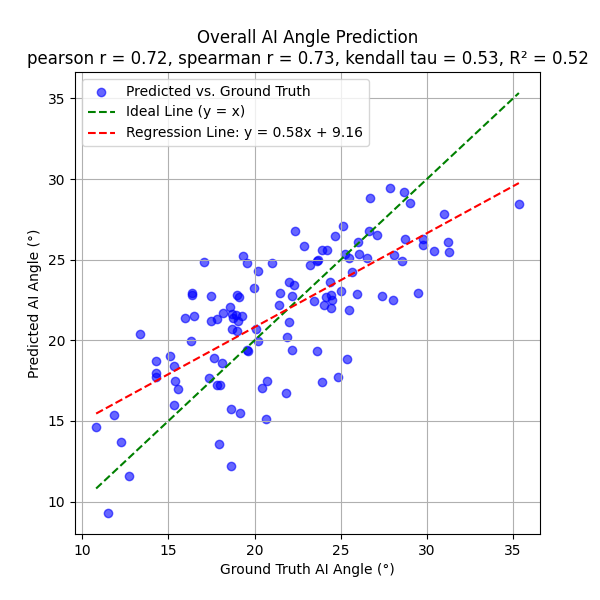 Overall AI Angle Prediction
pearson r = 0.72, spearman r = 0.73, kendall tau = 0.53, R² = 0.52
Predicted vs. Ground Truth
Ideal Line (y = x)
Regression Line: y = 0.58x + 9.16
35
30
25
20
15
10
Predicted AI Angle (°)
10 15 20 25 30 35
Ground Truth AI Angle (°)